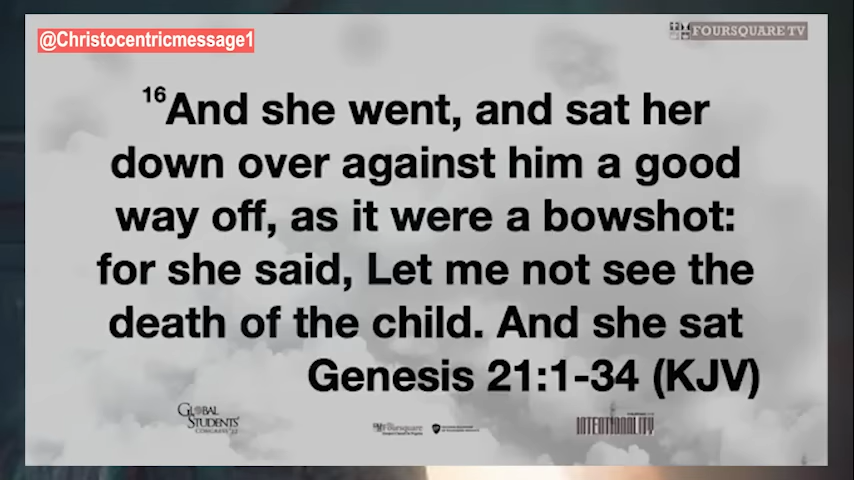 @Christocentricmessage1
FOURSQUARE TV
16And she went, and sat her
down over against him a good
way off, as it were a bowshot:
for she said, Let me not see the
death of the child. And she sat
Genesis 21:1-34 (KJV)
GLOBAL
STUDENTS'
Foursquare
INTENTIONALITY